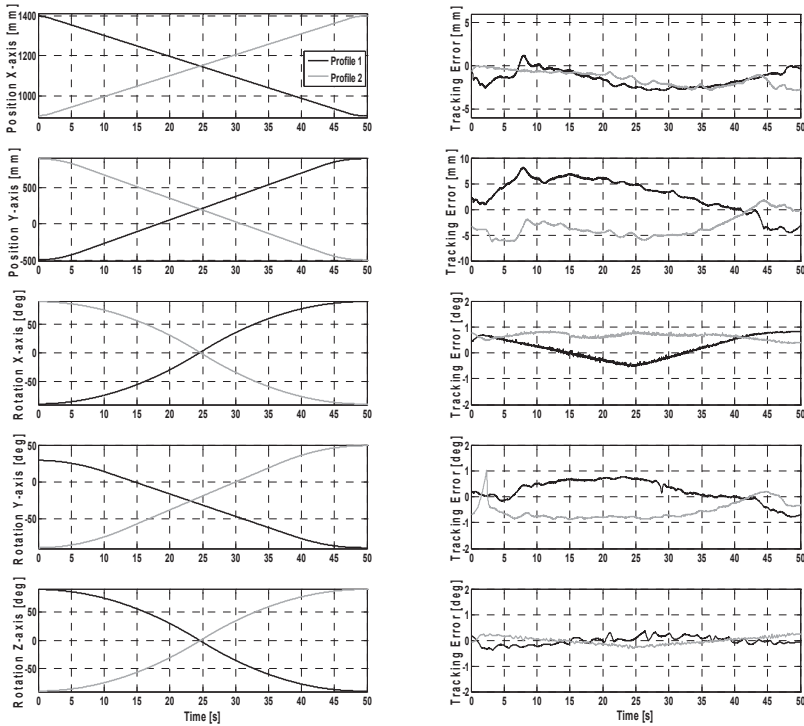 Position X-axis [mm]
1400
1200
1000
0 5 10 15 20 25 30 35 40 45 50
Profile 1
Profile 2
Tracking Error [mm]
5
0
-5
0 5 10 15 20 25 30 35 40 45 50
Position Y-axis [mm]
500
0
-500
0 5 10 15 20 25 30 35 40 45 50
Tracking Error [mm]
10
5
0
-5
-10
0 5 10 15 20 25 30 35 40 45 50
Rotation X-axis [deg]
50
0
-50
0 5 10 15 20 25 30 35 40 45 50
Tracking Error [deg]
2
1
0
-1
-2
0 5 10 15 20 25 30 35 40 45 50
Rotation Y-axis [deg]
50
0
-50
0 5 10 15 20 25 30 35 40 45 50
Tracking Error [deg]
2
1
0
-1
-2
0 5 10 15 20 25 30 35 40 45 50
Rotation Z-axis [deg]
50
0
-50
0 5 10 15 20 25 30 35 40 45 50
Time [s]
Tracking Error [deg]
2
1
0
-1
-2
0 5 10 15 20 25 30 35 40 45 50
Time [s]